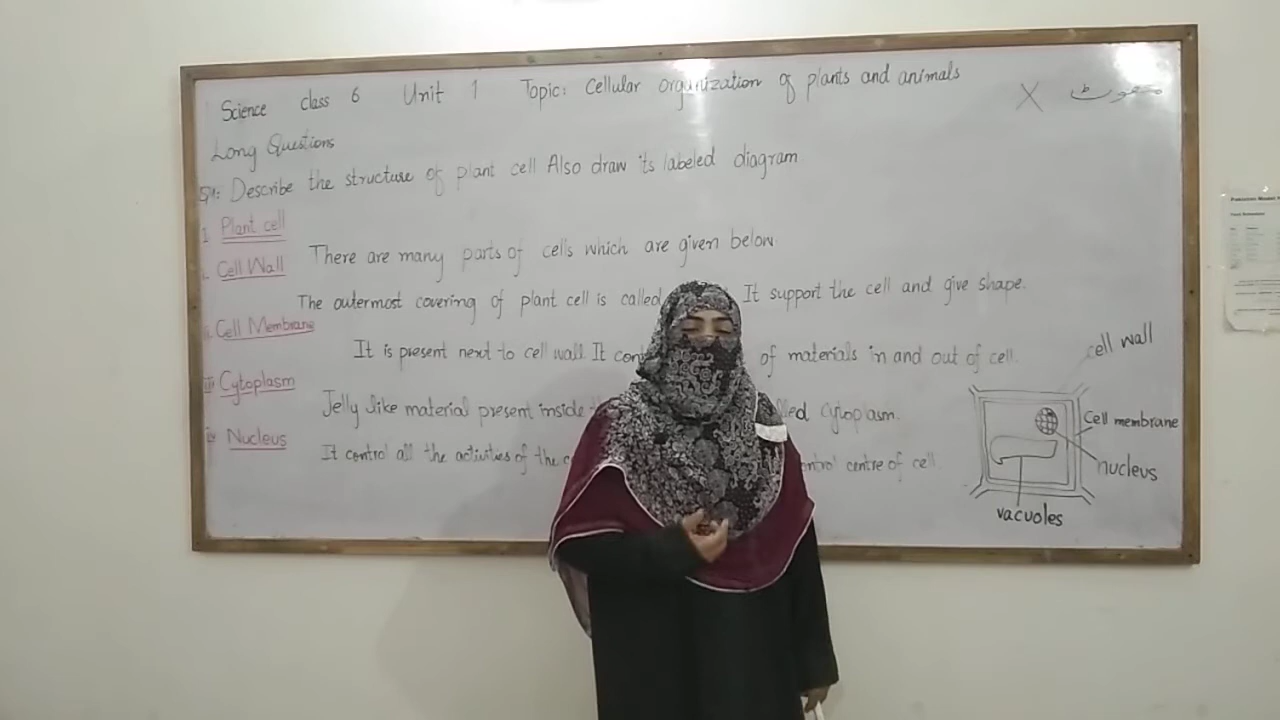 Science class 6 Unit 1 Topic: Cellular organization of plants and animals
X جھوٹ
Long Questions
Describe the structure of plant cell Also draw its labeled diagram
Plant cell
There are many parts of cells which are given below.
Cell Wall
The outermost covering of plant cell is called It support the cell and give shape.
ii. Cell Membrane
It is present next to cell wall. It of materials in and out of cell.
iii Cytoplasm
Jelly like material present inside Cytoplasm.
iv Nucleus
It control all the activities of the centre of cell.
cell wall
Cell membrane
nucleus
vacuoles